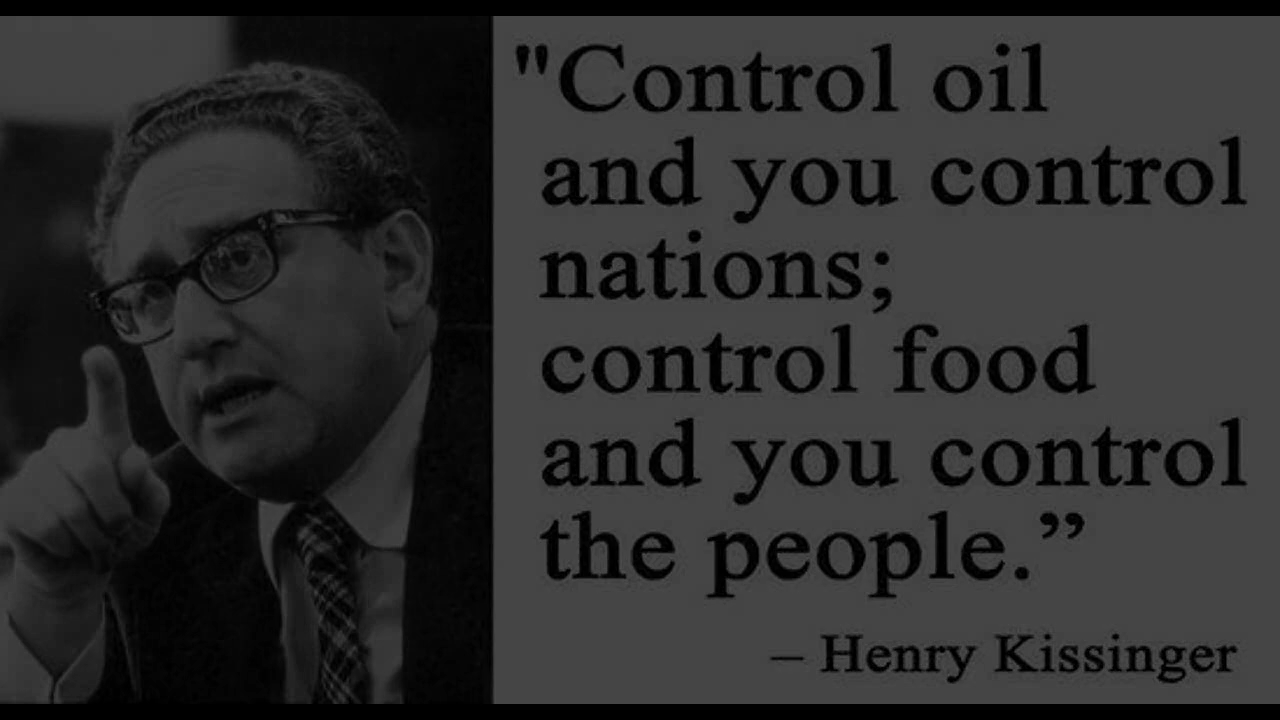 "Control oil
and you control
nations;
control food
and you control
the people.”
– Henry Kissinger